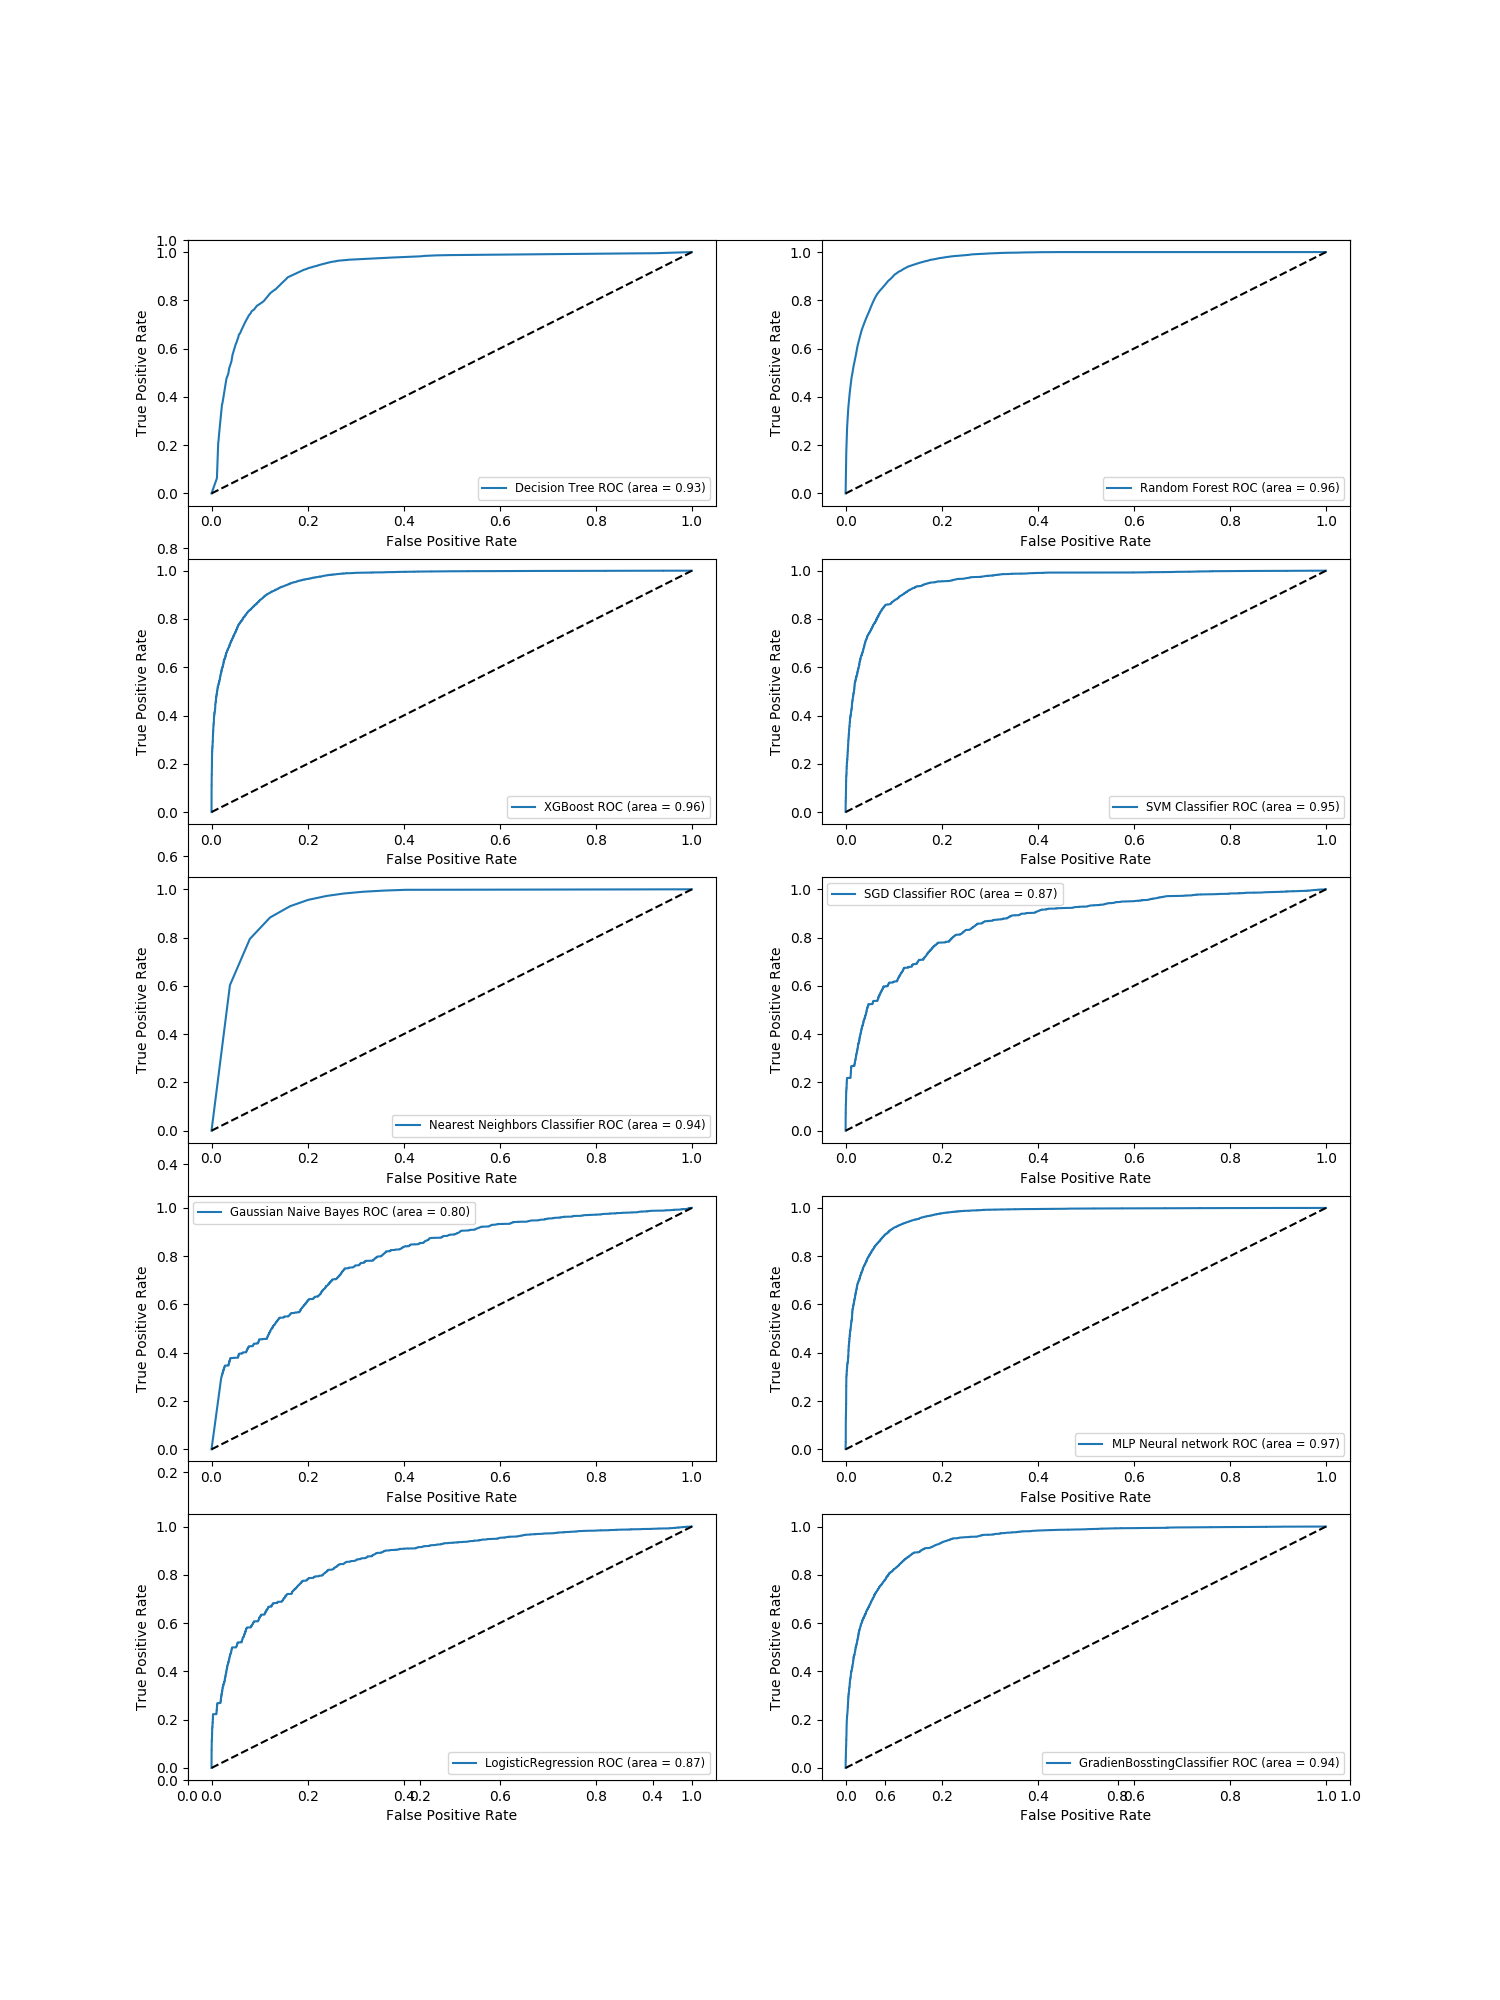 1.0
1.0
0.8
0.6
0.4
0.2
0.0
True Positive Rate
Decision Tree ROC (area = 0.93)
0.0 0.2 0.4 0.6 0.8 1.0
False Positive Rate
1.0
0.8
0.6
0.4
0.2
0.0
True Positive Rate
Random Forest ROC (area = 0.96)
0.0 0.2 0.4 0.6 0.8 1.0
False Positive Rate
0.8
1.0
0.8
0.6
0.4
0.2
0.0
True Positive Rate
XGBoost ROC (area = 0.96)
0.0 0.2 0.4 0.6 0.8 1.0
False Positive Rate
1.0
0.8
0.6
0.4
0.2
0.0
True Positive Rate
SVM Classifier ROC (area = 0.95)
0.0 0.2 0.4 0.6 0.8 1.0
False Positive Rate
0.6
1.0
0.8
0.6
0.4
0.2
0.0
True Positive Rate
Nearest Neighbors Classifier ROC (area = 0.94)
0.0 0.2 0.4 0.6 0.8 1.0
False Positive Rate
SGD Classifier ROC (area = 0.87)
1.0
0.8
0.6
0.4
0.2
0.0
True Positive Rate
0.0 0.2 0.4 0.6 0.8 1.0
False Positive Rate
0.4
Gaussian Naive Bayes ROC (area = 0.80)
1.0
0.8
0.6
0.4
0.2
0.0
True Positive Rate
0.0 0.2 0.4 0.6 0.8 1.0
False Positive Rate
1.0
0.8
0.6
0.4
0.2
0.0
True Positive Rate
MLP Neural network ROC (area = 0.97)
0.0 0.2 0.4 0.6 0.8 1.0
False Positive Rate
0.2
1.0
0.8
0.6
0.4
0.2
0.0
0.0
True Positive Rate
LogisticRegression ROC (area = 0.87)
0.0 0.0 0.2 0.4 0.2 0.4 1.0
False Positive Rate
1.0
0.8
0.6
0.4
0.2
0.0
True Positive Rate
GradienBosstingClassifier ROC (area = 0.94)
0.0 0.6 0.2 0.4 0.8 0.6 0.8 1.0 1.0
False Positive Rate